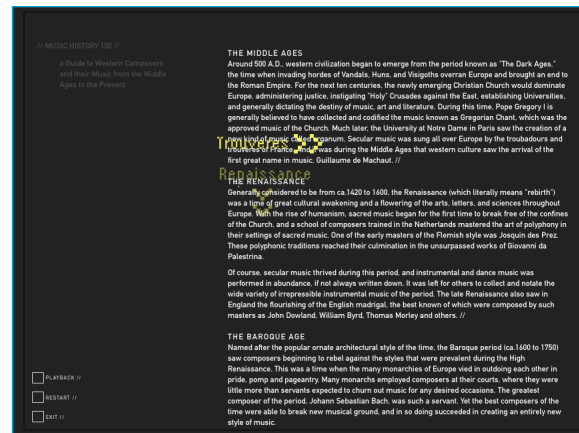 // MUSIC HISTORY 102 //
a Guide to Western Composers
and their Music from the Middle
Ages to the Present
THE MIDDLE AGES
Around 500 A.D., western civilization began to emerge from the period known as "The Dark Ages,"
the time when invading hordes of Vandals, Huns, and Visigoths overran Europe and brought an end to
the Roman Empire. For the next ten centuries, the newly emerging Christian Church would dominate
Europe, administering justice, instigating "Holy" Crusades against the East, establishing Universities,
and generally dictating the destiny of music, art and literature. During this time, Pope Gregory I is
generally believed to have collected and codified the music known as Gregorian Chant, which was the
approved music of the Church. Much later, the University at Notre Dame in Paris saw the creation of a
new kind of music called organum. Secular music was sung all over Europe by the troubadours and
Trouveres >>
trouvères of France. And it was during the Middle Ages that western culture saw the arrival of the
first great name in music, Guillaume de Machaut. //
Renaissance
THE RENAISSANCE
Generally considered to be from ca.1420 to 1600, the Renaissance (which literally means "rebirth")
was a time of great cultural awakening and a flowering of the arts, letters, and sciences throughout
Europe. With the rise of humanism, sacred music began for the first time to break free of the confines
of the Church, and a school of composers trained in the Netherlands mastered the art of polyphony in
their settings of sacred music. One of the early masters of the Flemish style was Josquin des Prez.
These polyphonic traditions reached their culmination in the unsurpassed works of Giovanni da
Palestrina.
Of course, secular music thrived during this period, and instrumental and dance music was
performed in abundance, if not always written down. It was left for others to collect and notate the
wide variety of irrepressible instrumental music of the period. The late Renaissance also saw in
England the flourishing of the English madrigal, the best known of which were composed by such
masters as John Dowland, William Byrd, Thomas Morley and others. //
THE BAROQUE AGE
Named after the popular ornate architectural style of the time, the Baroque period (ca.1600 to 1750)
saw composers beginning to rebel against the styles that were prevalent during the High
Renaissance. This was a time when the many monarchies of Europe vied in outdoing each other in
pride, pomp and pageantry. Many monarchs employed composers at their courts, where they were
little more than servants expected to churn out music for any desired occasions. The greatest
composer of the period, Johann Sebastian Bach, was such a servant. Yet the best composers of the
time were able to break new musical ground, and in so doing succeeded in creating an entirely new
style of music.
PLAYBACK //
RESTART //
EXIT //